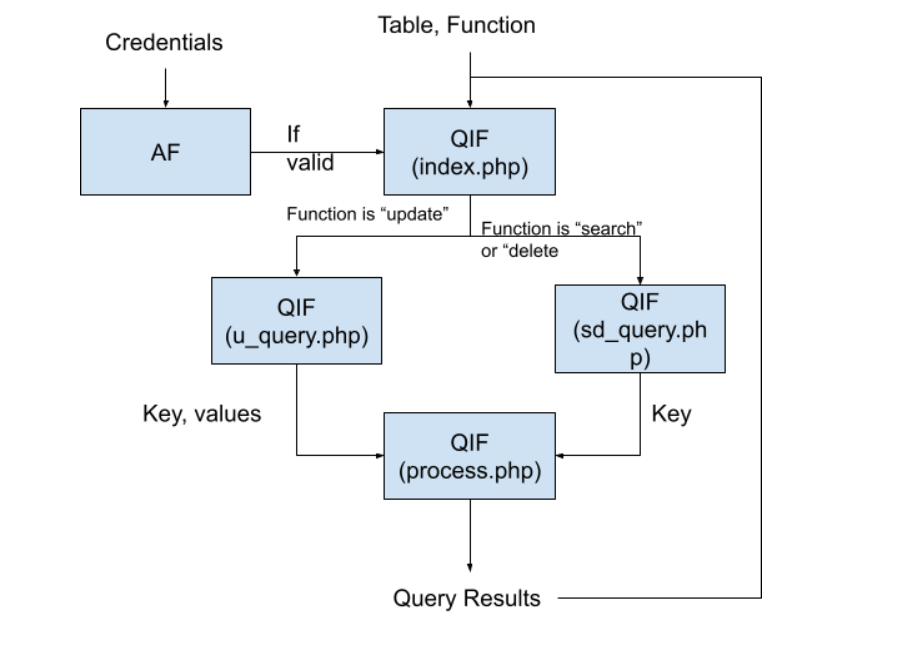 Table, Function
Credentials
AF
If
valid
QIF
(index.php)
Function is “update”
Function is “search”
or “delete
QIF
(u_query.php)
QIF
(sd_query.ph
p)
Key, values
Key
QIF
(process.php)
Query Results